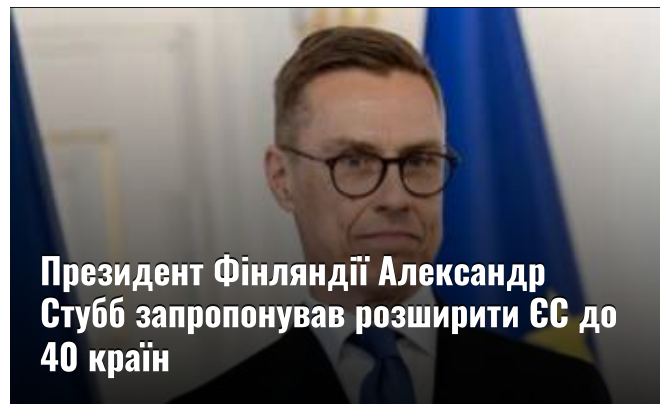 Президент Фінляндії Александр
Стубб запропонував розширити ЄС до
40 країн